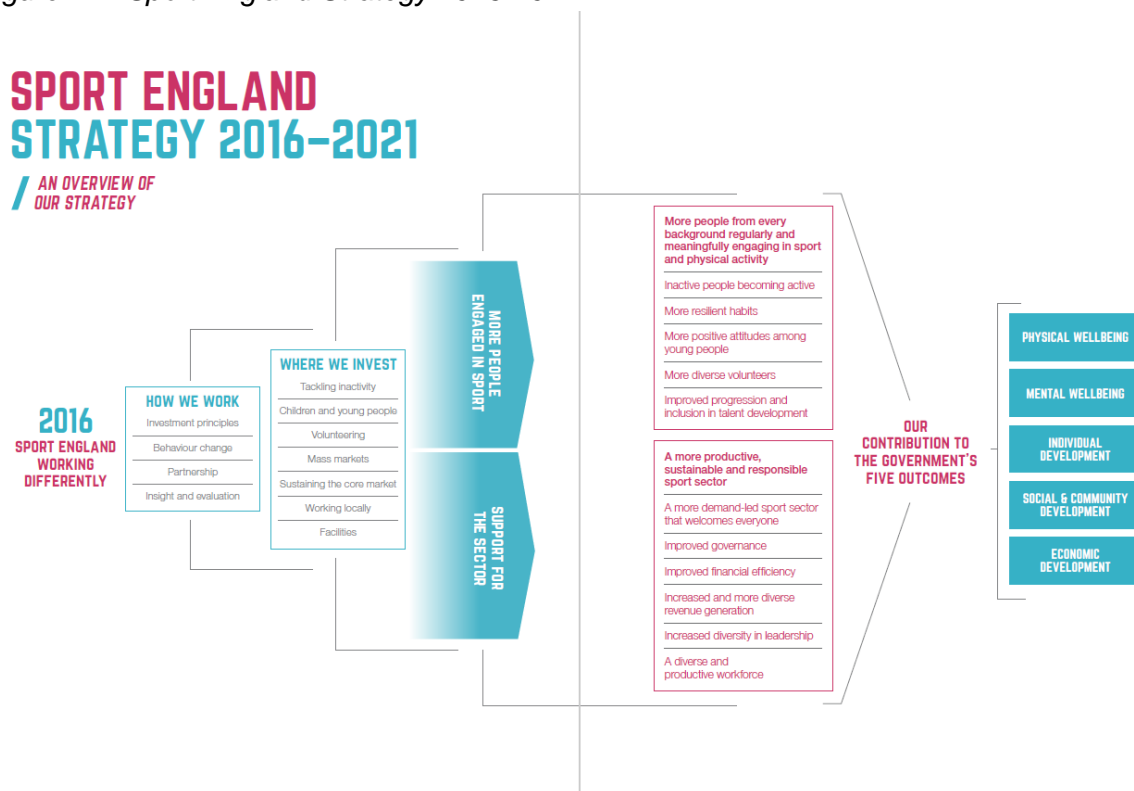 SPORT ENGLAND
STRATEGY 2016–2021
/ AN OVERVIEW OF
OUR STRATEGY
2016
SPORT ENGLAND
WORKING
DIFFERENTLY
HOW WE WORK
Investment principles
Behaviour change
Partnership
Insight and evaluation
WHERE WE INVEST
Tackling inactivity
Children and young people
Volunteering
Mass markets
Sustaining the core market
Working locally
Facilities
MORE PEOPLE
ENGAGED IN SPORT
SUPPORT FOR
THE SECTOR
More people from every
background regularly and
meaningfully engaging in sport
and physical activity
Inactive people becoming active
More resilient habits
More positive attitudes among
young people
More diverse volunteers
Improved progression and
inclusion in talent development
A more productive,
sustainable and responsible
sport sector
A more demand-led sport sector
that welcomes everyone
Improved governance
Improved financial efficiency
Increased and more diverse
revenue generation
Increased diversity in leadership
A diverse and
productive workforce
OUR
CONTRIBUTION TO
THE GOVERNMENT'S
FIVE OUTCOMES
PHYSICAL WELLBEING
MENTAL WELLBEING
INDIVIDUAL
DEVELOPMENT
SOCIAL & COMMUNITY
DEVELOPMENT
ECONOMIC
DEVELOPMENT